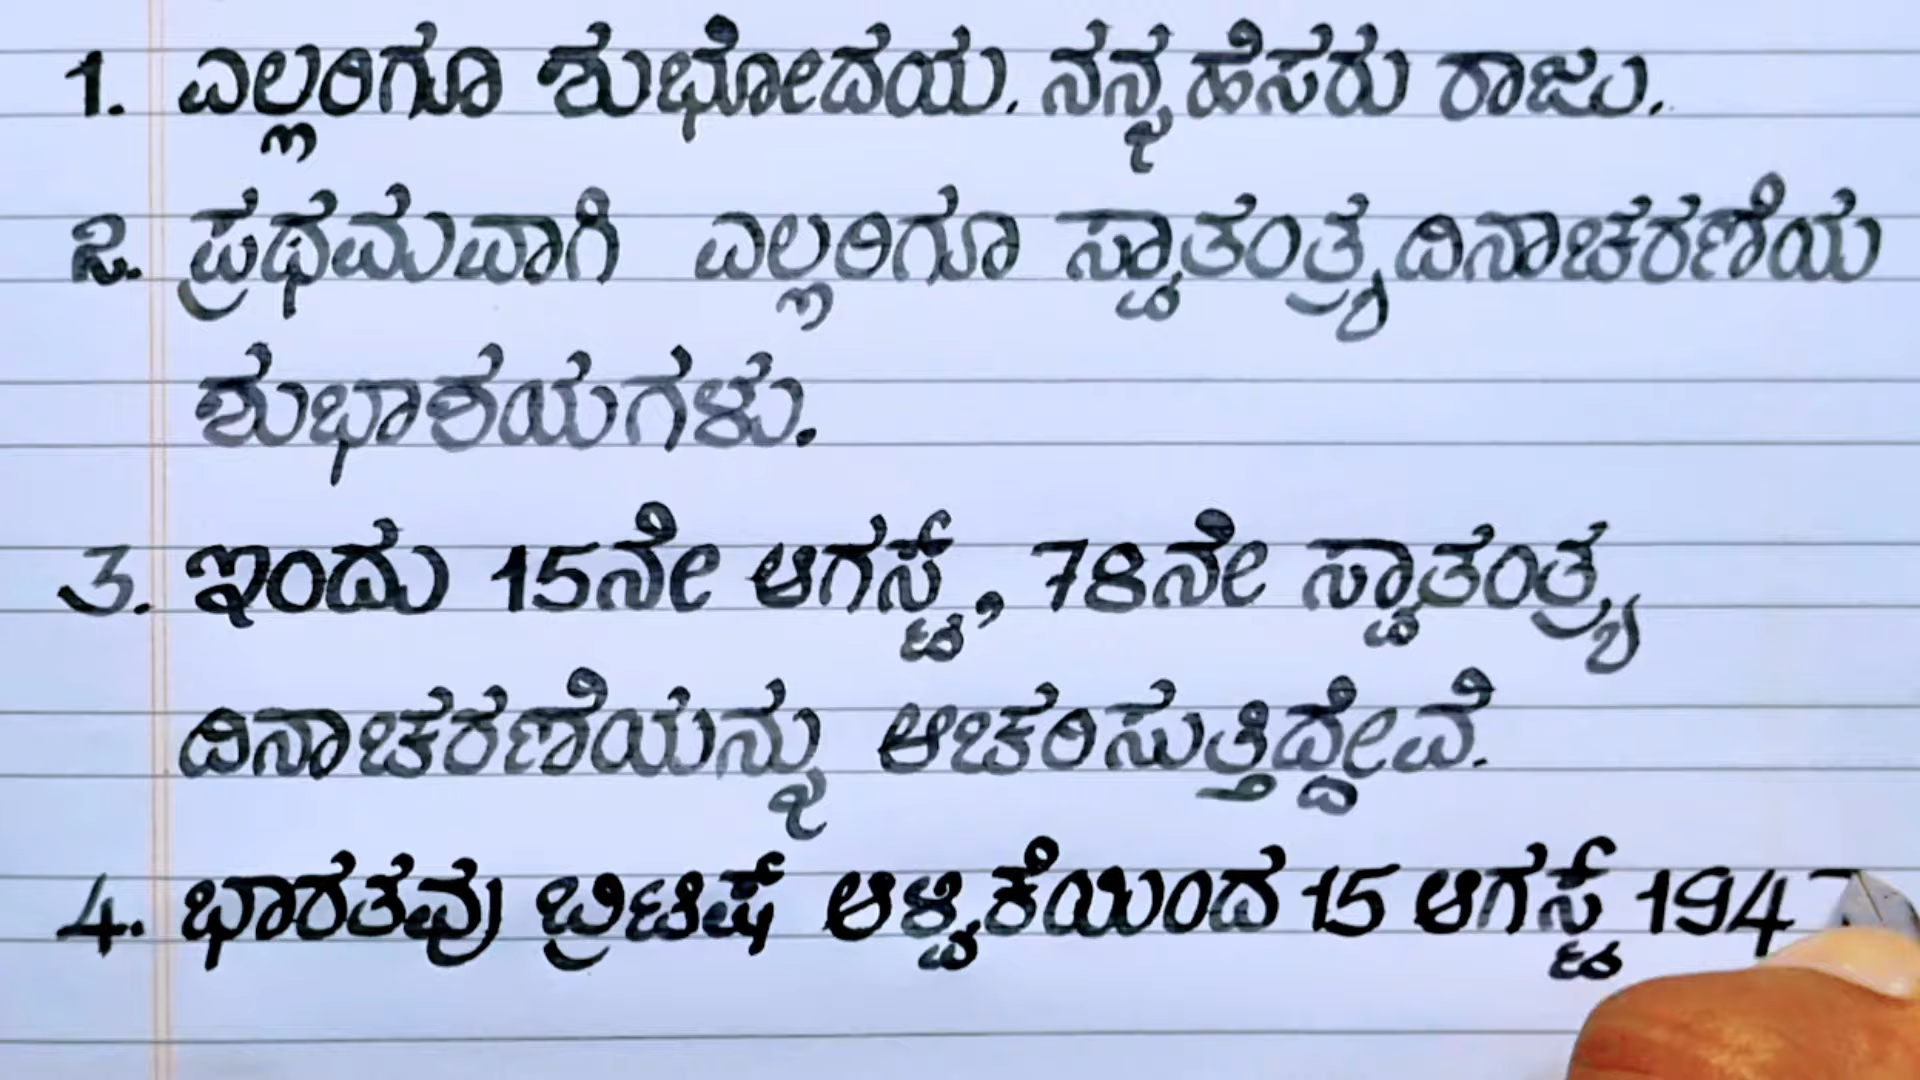 1. ಎಲ್ಲರಿಗೂ ಶುಭೋದಯ. ನನ್ನ ಹೆಸರು ರಾಜು.
2. ಪ್ರಥಮವಾಗಿ ಎಲ್ಲರಿಗೂ ಸ್ವಾತಂತ್ರ್ಯ ದಿನಾಚರಣೆಯ
ಶುಭಾಶಯಗಳು.
3. ಇಂದು 15ನೇ ಆಗಸ್ಟ್, 78ನೇ ಸ್ವಾತಂತ್ರ್ಯ
ದಿನಾಚರಣೆಯನ್ನು ಆಚರಿಸುತ್ತಿದ್ದೇವೆ.
4. ಭಾರತವು ಬ್ರಿಟಿಷ್ ಆಳ್ವಿಕೆಯಿಂದ 15 ಆಗಸ್ಟ್ 194